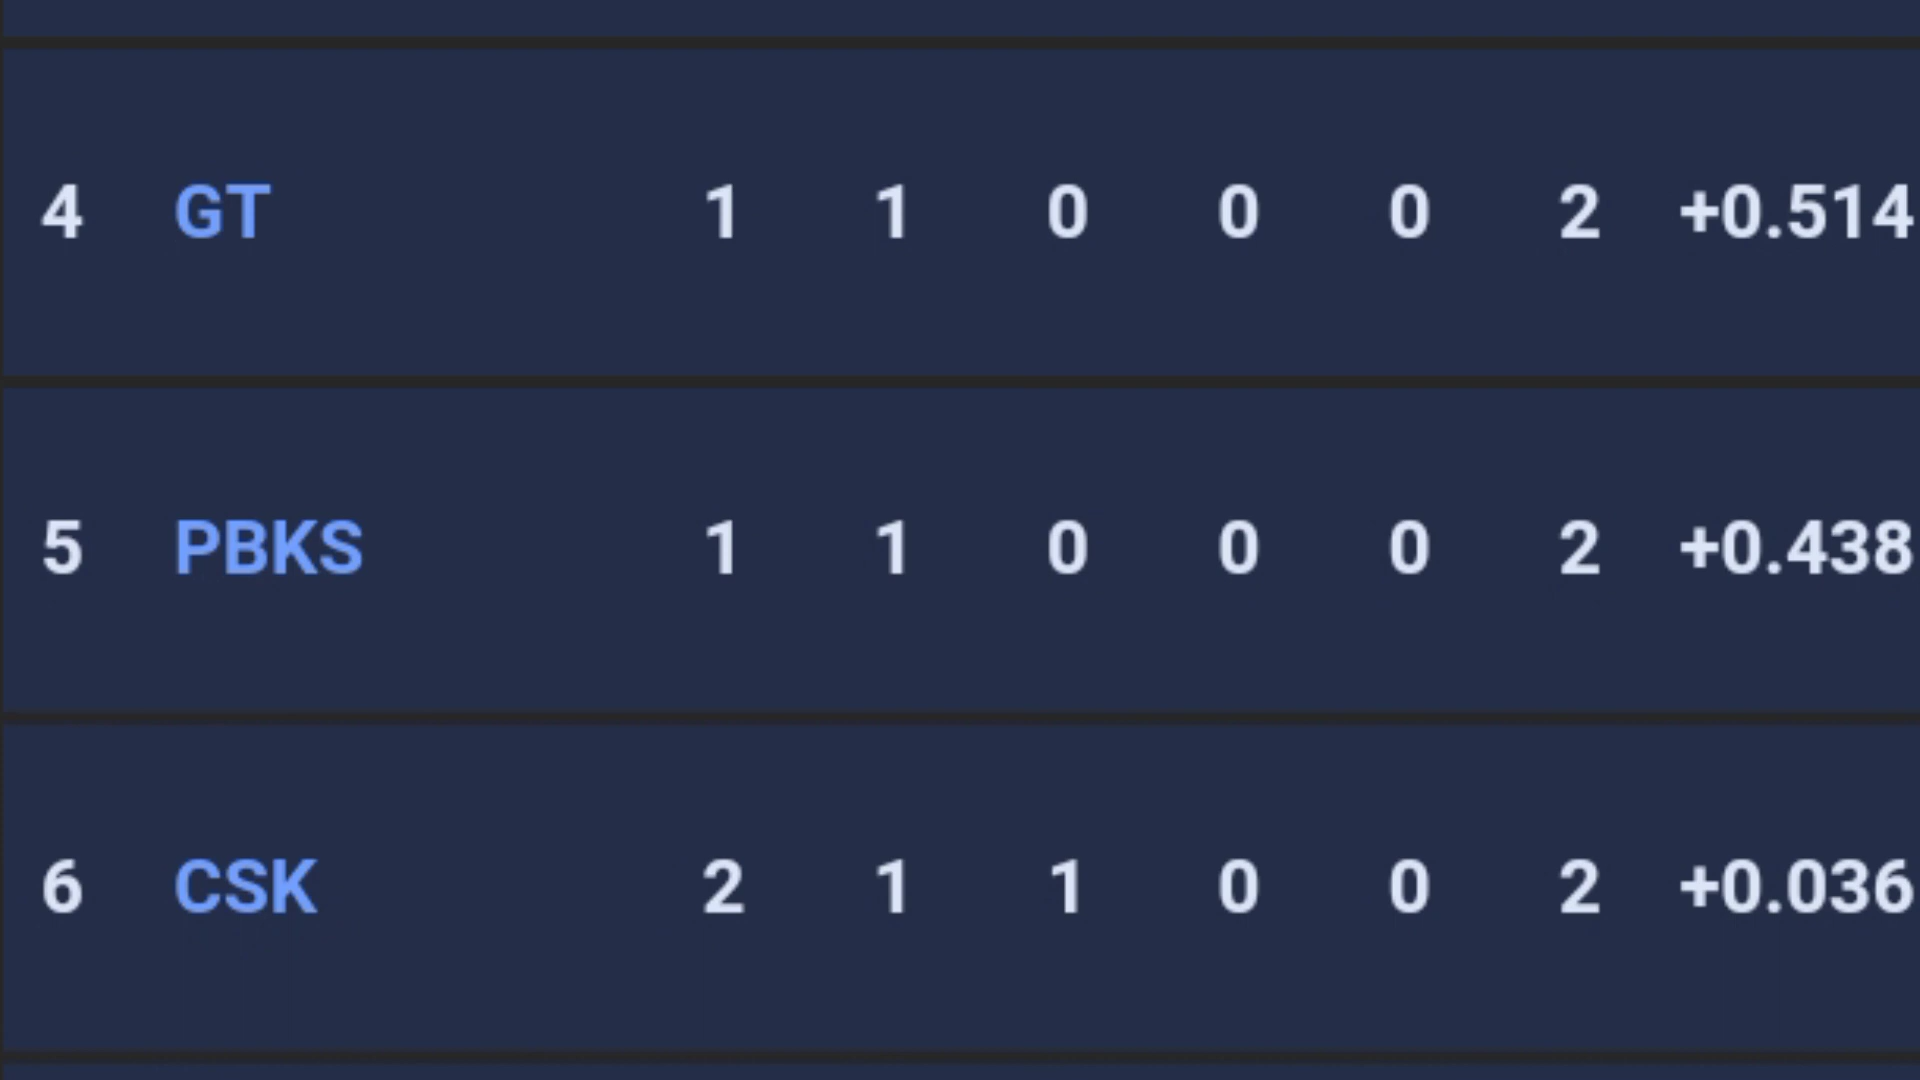 4 GT 1 1 0 0 0 2 +0.514
5 PBKS 1 1 0 0 0 2 +0.438
6 CSK 2 1 1 0 0 2 +0.036